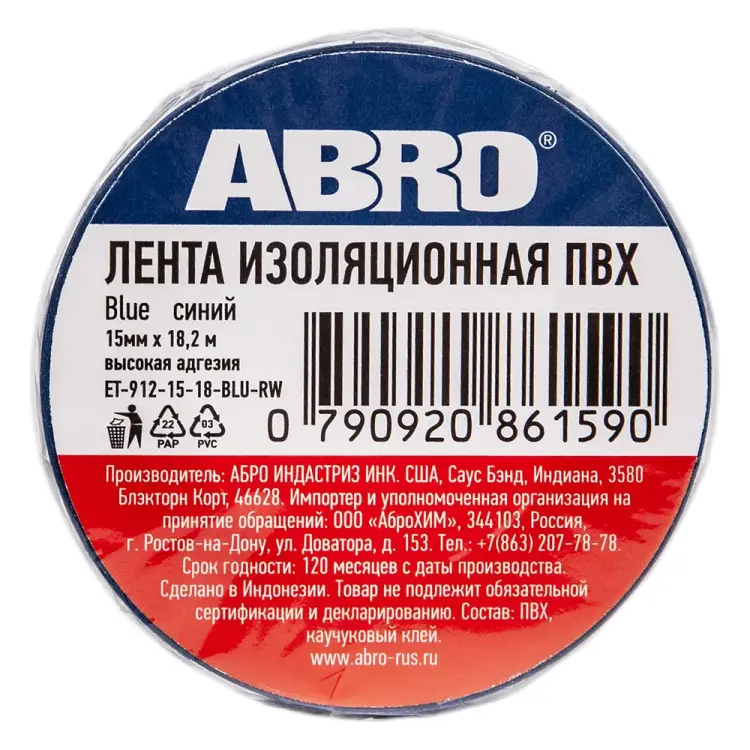 ABRO®
ЛЕНТА ИЗОЛЯЦИОННАЯ ПВХ
Blue синий
15мм х 18,2 м
высокая адгезия
ET-912-15-18-BLU-RW
22
PAP
03
PVC
0 790920 861590
Производитель: АБРО ИНДАСТРИЗ ИНК. США, Саус Бэнд, Индиана, 3580
Блэкторн Корт, 46628. Импортер и уполномоченная организация на
принятие обращений: ООО «АброХИМ», 344103, Россия,
г. Ростов-на-Дону, ул. Доватора, д. 153. Тел.: +7(863) 207-78-78.
Срок годности: 120 месяцев с даты производства.
Сделано в Индонезии. Товар не подлежит обязательной
сертификации и декларированию. Состав: ПВХ,
каучуковый клей.
www.abro-rus.ru